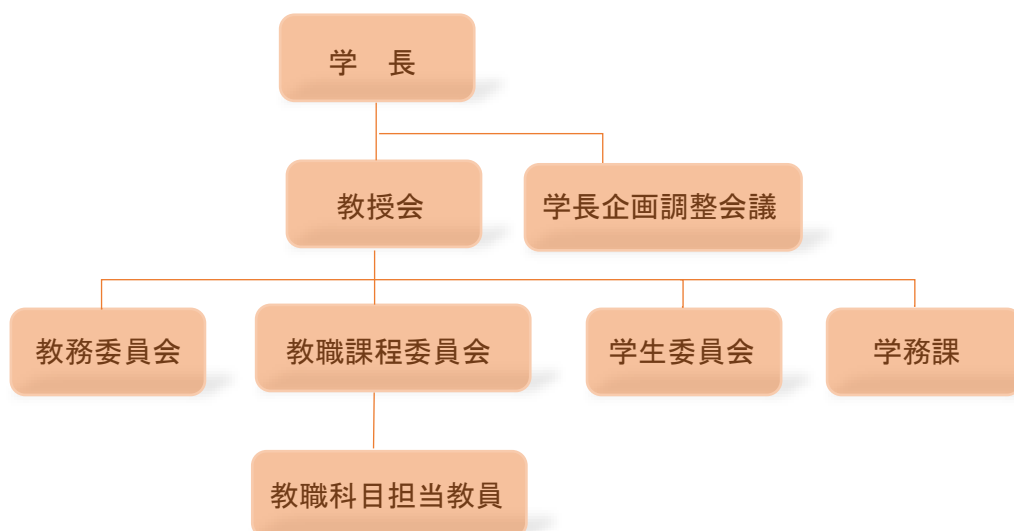 学　長
教授会
学長企画調整会議
教務委員会
教職課程委員会
学生委員会
学務課
教職科目担当教員